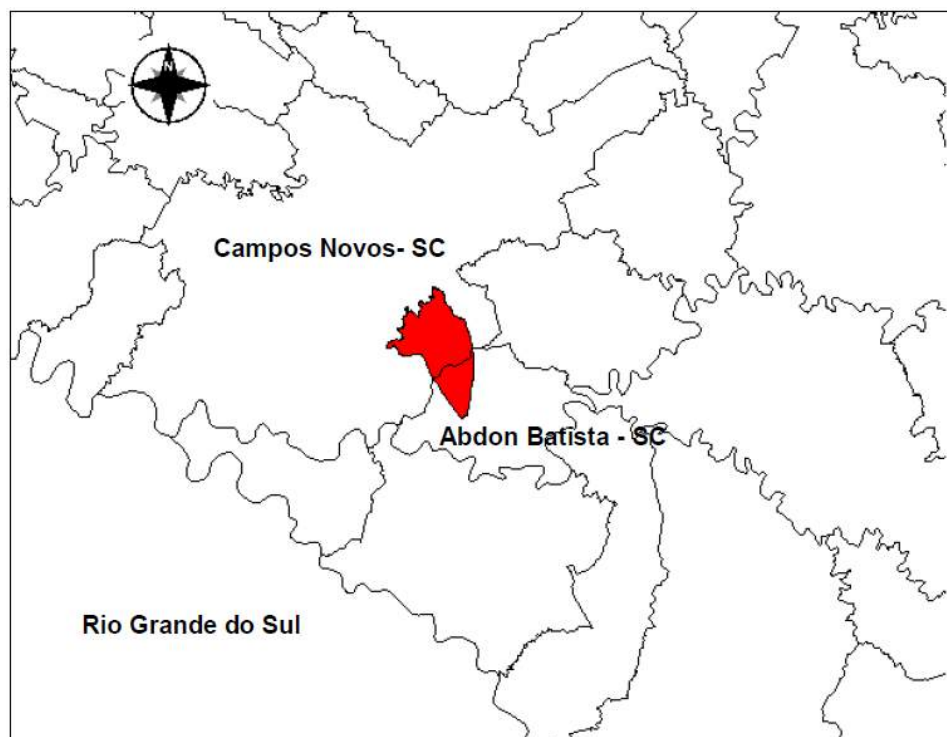 N
Campos Novos- SC
Abdon Batista - SC
Rio Grande do Sul